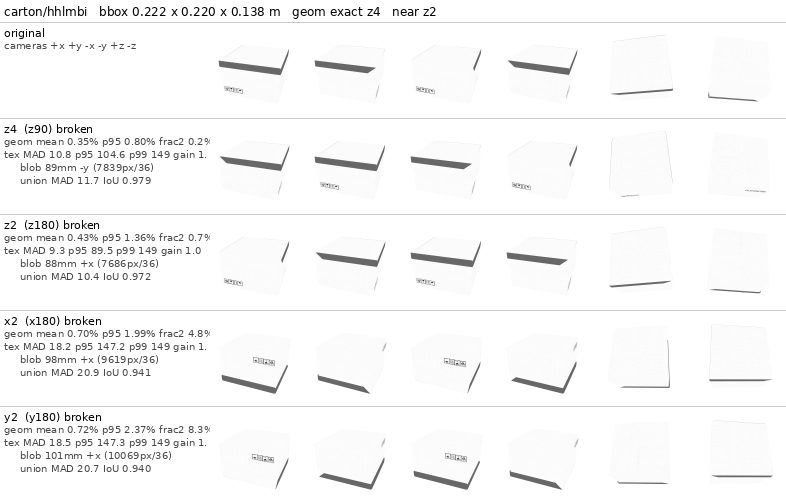 carton/hhlmbi bbox 0.222 x 0.220 x 0.138 m geom exact z4 near z2
original
cameras +x +y -x -y +z -z
z4 (z90) broken
geom mean 0.35% p95 0.80% frac2 0.2%
tex MAD 10.8 p95 104.6 p99 149 gain 1.
blob 89mm -y (7839px/36)
union MAD 11.7 IoU 0.979
z2 (z180) broken
geom mean 0.43% p95 1.36% frac2 0.7%
tex MAD 9.3 p95 89.5 p99 149 gain 1.0
blob 88mm +x (7686px/36)
union MAD 10.4 IoU 0.972
x2 (x180) broken
geom mean 0.70% p95 1.99% frac2 4.8%
tex MAD 18.2 p95 147.2 p99 149 gain 1.
blob 98mm +x (9619px/36)
union MAD 20.9 IoU 0.941
y2 (y180) broken
geom mean 0.72% p95 2.37% frac2 8.3%
tex MAD 18.5 p95 147.3 p99 149 gain 1.
blob 101mm +x (10069px/36)
union MAD 20.7 IoU 0.940